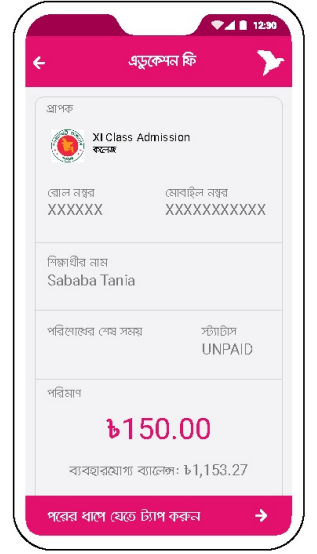 12:30
এডুকেশন ফি
প্রাপক
XI Class Admission
কলেজ
রোল নম্বর মোবাইল নম্বর
XXXXXX XXXXXXXXXXX
শিক্ষার্থীর নাম
Sababa Tania
পরিশোধের শেষ সময় স্ট্যাটাস
UNPAID
পরিমাণ
৳150.00
ব্যবহারযোগ্য ব্যালেন্স: ৳1,153.27
পরের ধাপে যেতে ট্যাপ করুন